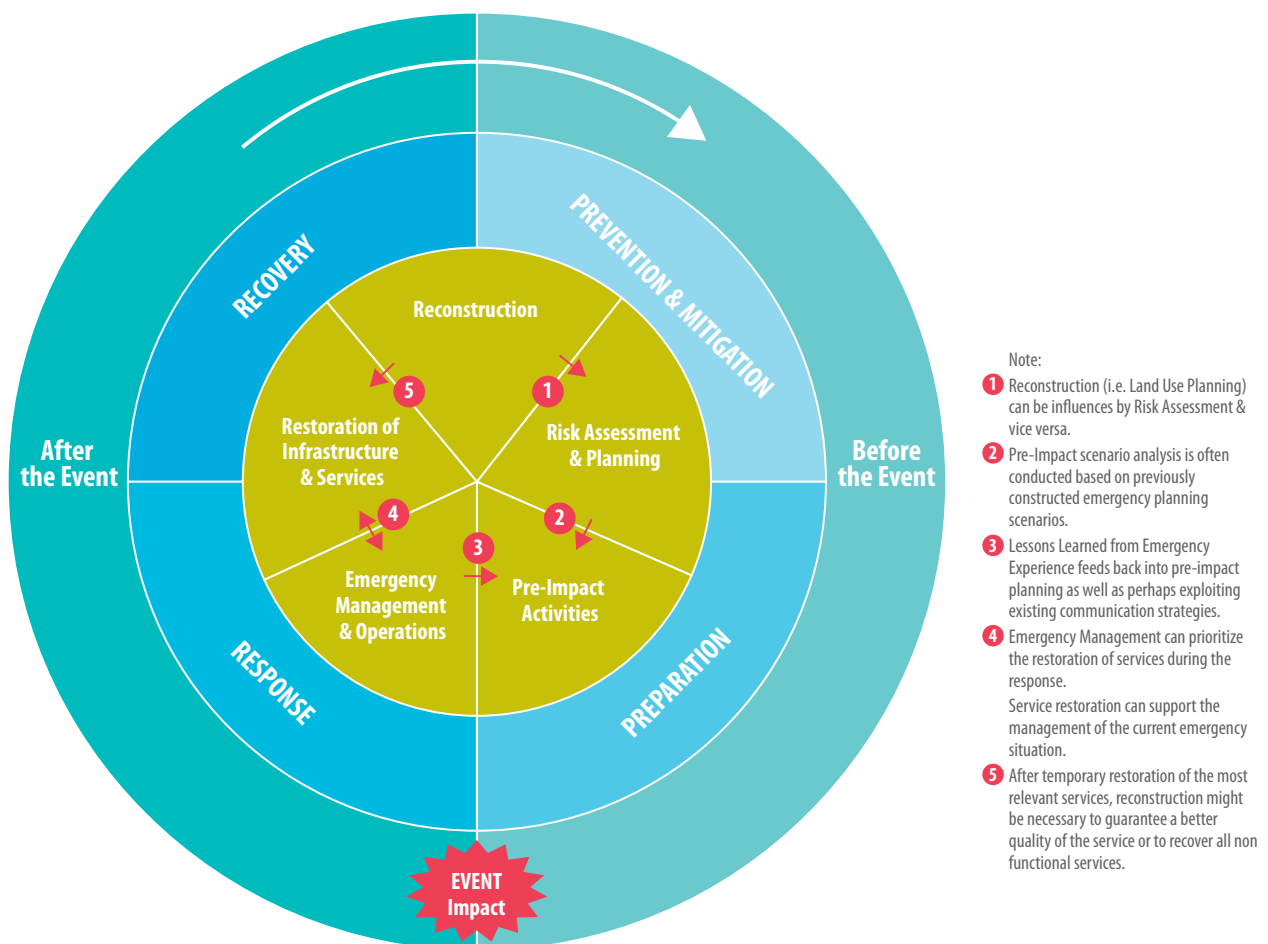 RECOVERY
PREVENTION & MITIGATION
Reconstruction
5
1
Restoration of
Infrastructure
& Services
Risk Assessment
& Planning
After
the Event
Before
the Event
4
2
3
Emergency
Management
& Operations
Pre-Impact
Activities
RESPONSE
PREPARATION
EVENT
Impact
Note:
1 Reconstruction (i.e. Land Use Planning)
can be influences by Risk Assessment &
vice versa.
2 Pre-Impact scenario analysis is often
conducted based on previously
constructed emergency planning
scenarios.
3 Lessons Learned from Emergency
Experience feeds back into pre-impact
planning as well as perhaps exploiting
existing communication strategies.
4 Emergency Management can prioritize
the restoration of services during the
response.
Service restoration can support the
management of the current emergency
situation.
5 After temporary restoration of the most
relevant services, reconstruction might
be necessary to guarantee a better
quality of the service or to recover all non
functional services.